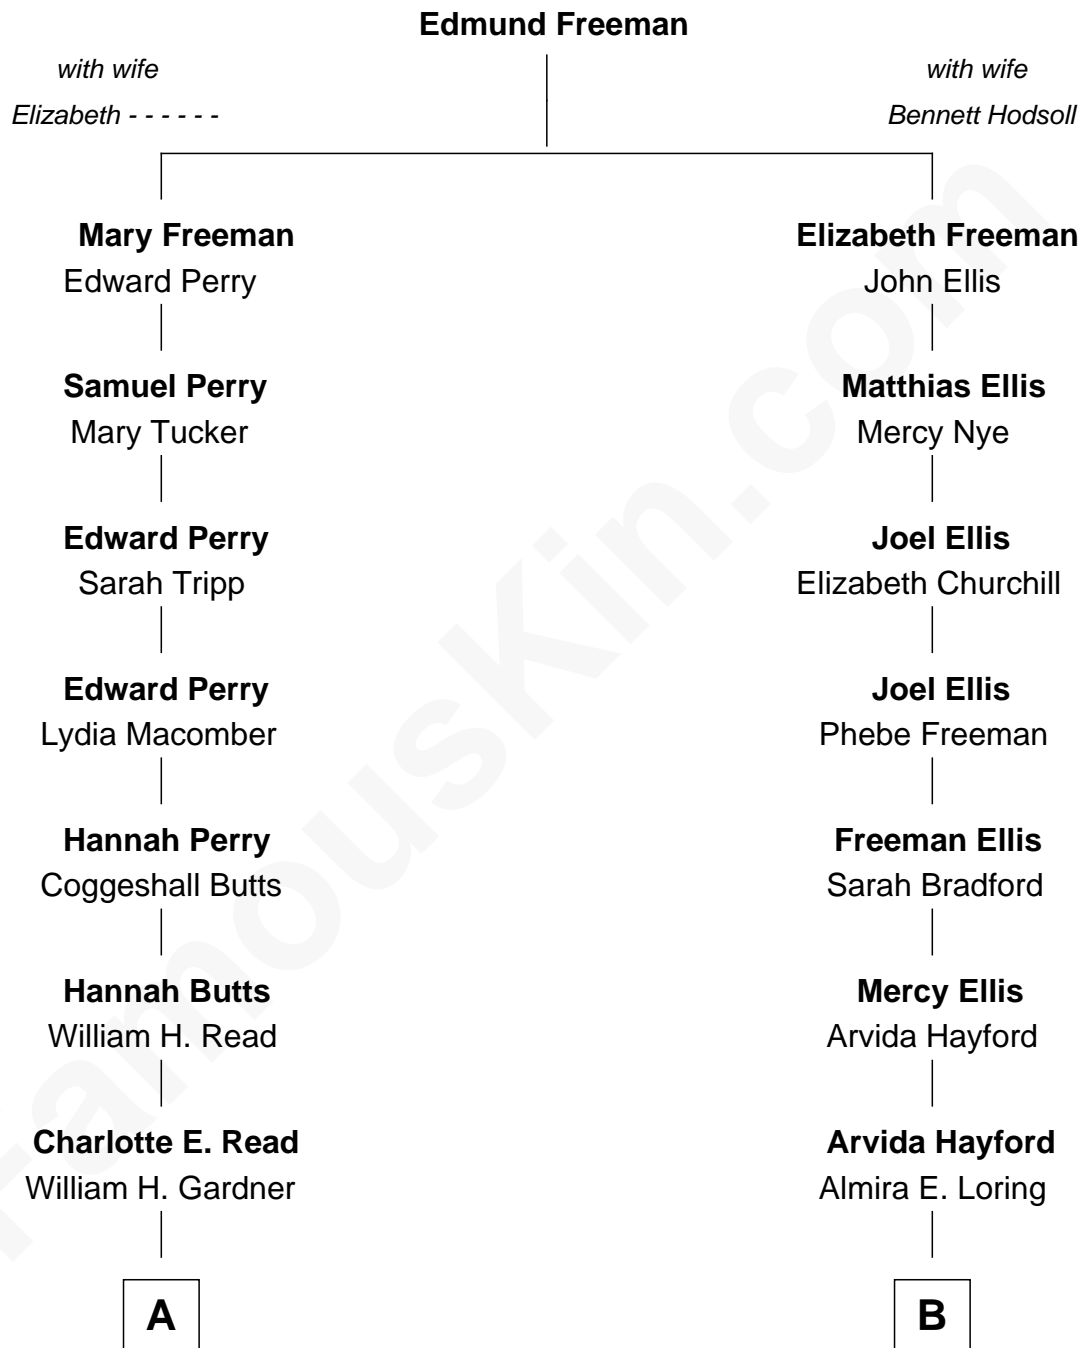 Edmund Freeman
with wife
Elizabeth - - - - - -
with wife
Bennett Hodsoll
Mary Freeman
Edward Perry
Samuel Perry
Mary Tucker
Edward Perry
Sarah Tripp
Edward Perry
Lydia Macomber
Hannah Perry
Coggeshall Butts
Hannah Butts
William H. Read
Charlotte E. Read
William H. Gardner
A
Elizabeth Freeman
John Ellis
Matthias Ellis
Mercy Nye
Joel Ellis
Elizabeth Churchill
Joel Ellis
Phebe Freeman
Freeman Ellis
Sarah Bradford
Mercy Ellis
Arvida Hayford
Arvida Hayford
Almira E. Loring
B
FamousKin.com